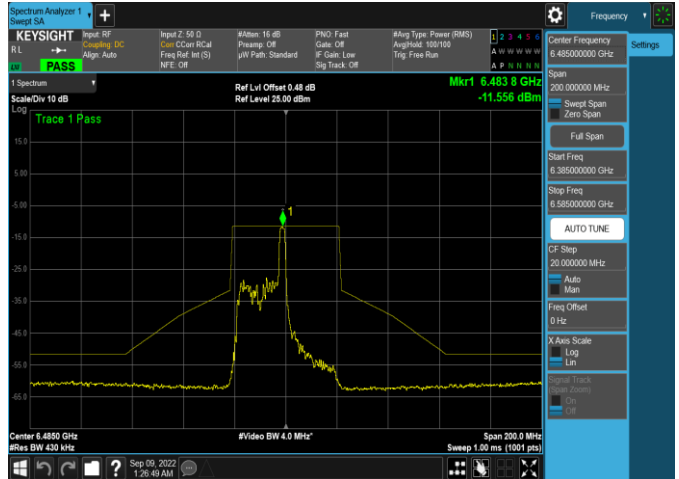 Spectrum Analyzer 1
Swept SA
Frequency
KEYSIGHT
RL
PASS
Input: RF
Coupling: DC
Align: Auto
Input Z: 50 Ω
Corr CCorr RCal
Freq Ref: Int (S)
NFE: Off
#Atten: 16 dB
Preamp: Off
µW Path: Standard
PNO: Fast
Gate: Off
IF Gain: Low
Sig Track: Off
#Avg Type: Power (RMS)
Avg|Hold: 100/100
Trig: Free Run
1 2 3 4 5 6
A W W W W W
A P N N N N
1 Spectrum
Scale/Div 10 dB
Ref Lvl Offset 0.48 dB
Ref Level 25.00 dBm
Mkr1 6.483 8 GHz
-11.556 dBm
Log
Trace 1 Pass
15.0
5.00
-5.00
-15.0
-25.0
-35.0
-45.0
-55.0
-65.0
1
Center 6.4850 GHz
#Res BW 430 kHz
#Video BW 4.0 MHz*
Span 200.0 MHz
Sweep 1.00 ms (1001 pts)
Sep 09, 2022
1:26:49 AM
Center Frequency
6.485000000 GHz
Settings
Span
200.000000 MHz
Swept Span
Zero Span
Full Span
Start Freq
6.385000000 GHz
Stop Freq
6.585000000 GHz
AUTO TUNE
CF Step
20.000000 MHz
Auto
Man
Freq Offset
0 Hz
X Axis Scale
Log
Lin
Signal Track
(Span Zoom)
On
Off